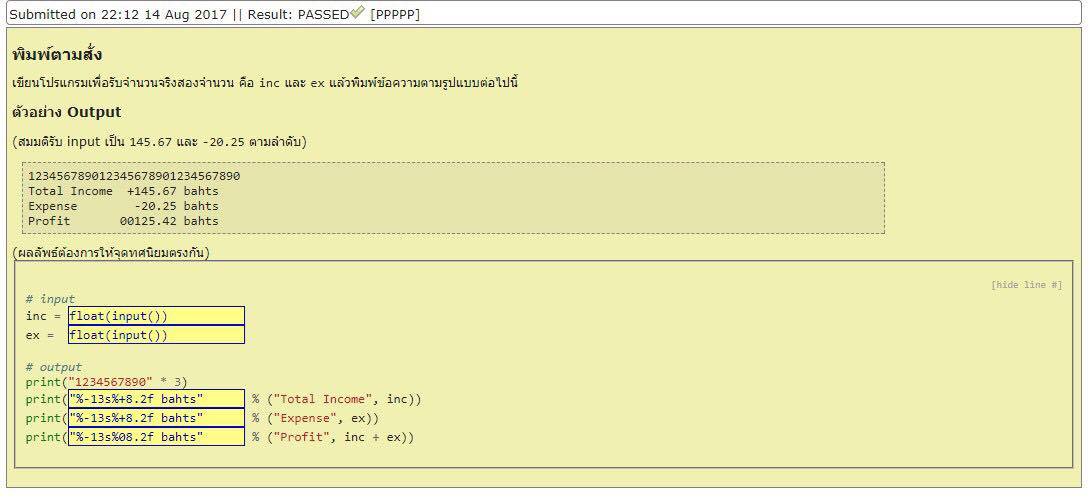 Submitted on 22:12 14 Aug 2017 || Result: PASSED [PPPPP]
พิมพ์ตามสั่ง
เขียนโปรแกรมเพื่อรับจำนวนจริงสองจำนวน คือ inc และ ex แล้วพิมพ์ข้อความตามรูปแบบต่อไปนี้
ตัวอย่าง Output
(สมมติรับ input เป็น 145.67 และ -20.25 ตามลำดับ)
123456789012345678901234567890
Total Income  +145.67 bahts
Expense        -20.25 bahts
Profit       00125.42 bahts
(ผลลัพธ์ต้องการให้จุดทศนิยมตรงกัน)
[hide line #]
# input
inc = float(input())
ex =  float(input())
# output
print("1234567890" * 3)
print("%-13s%+8.2f bahts" % ("Total Income", inc))
print("%-13s%+8.2f bahts" % ("Expense", ex))
print("%-13s%08.2f bahts" % ("Profit", inc + ex))